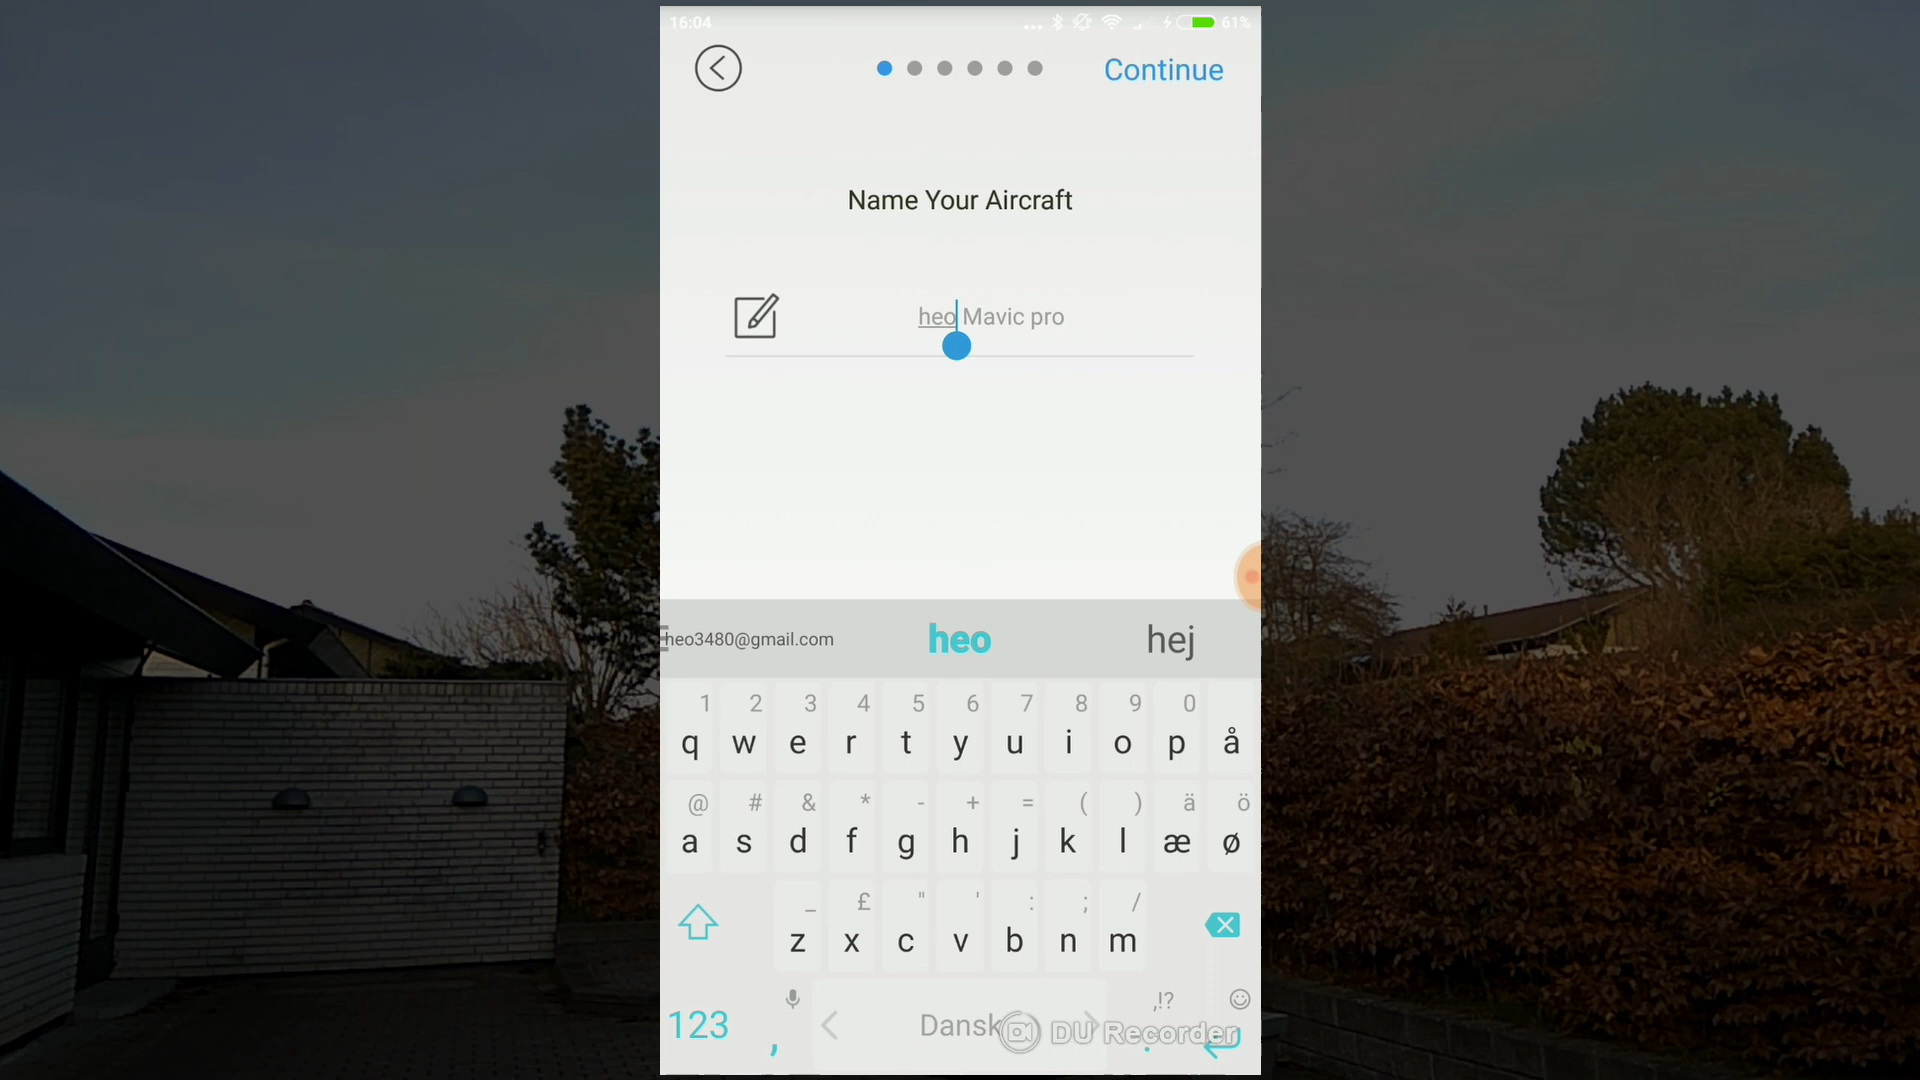 16:04
61%
Continue
Name Your Aircraft
heo Mavic pro
heo3480@gmail.com heo hej
1 2 3 4 5 6 7 8 9 0
q w e r t y u i o p å
@ # & * - + = ( ) ä ö
a s d f g h j k l æ ø
_ £ " ' : ; /
z x c v b n m
,!?
123 , Dansk .
DU Recorder